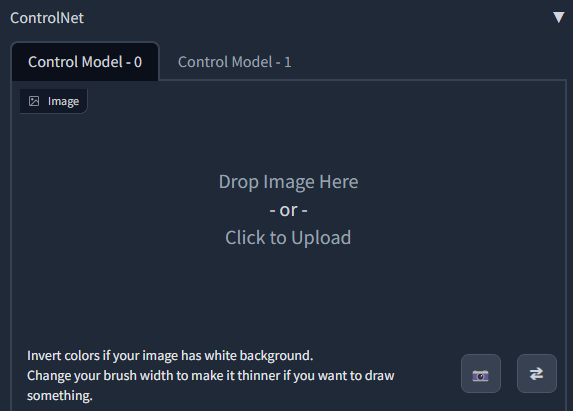 ControlNet
Control Model - 0
Control Model - 1
Image
Drop Image Here
- or -
Click to Upload
Invert colors if your image has white background.
Change your brush width to make it thinner if you want to draw
something.